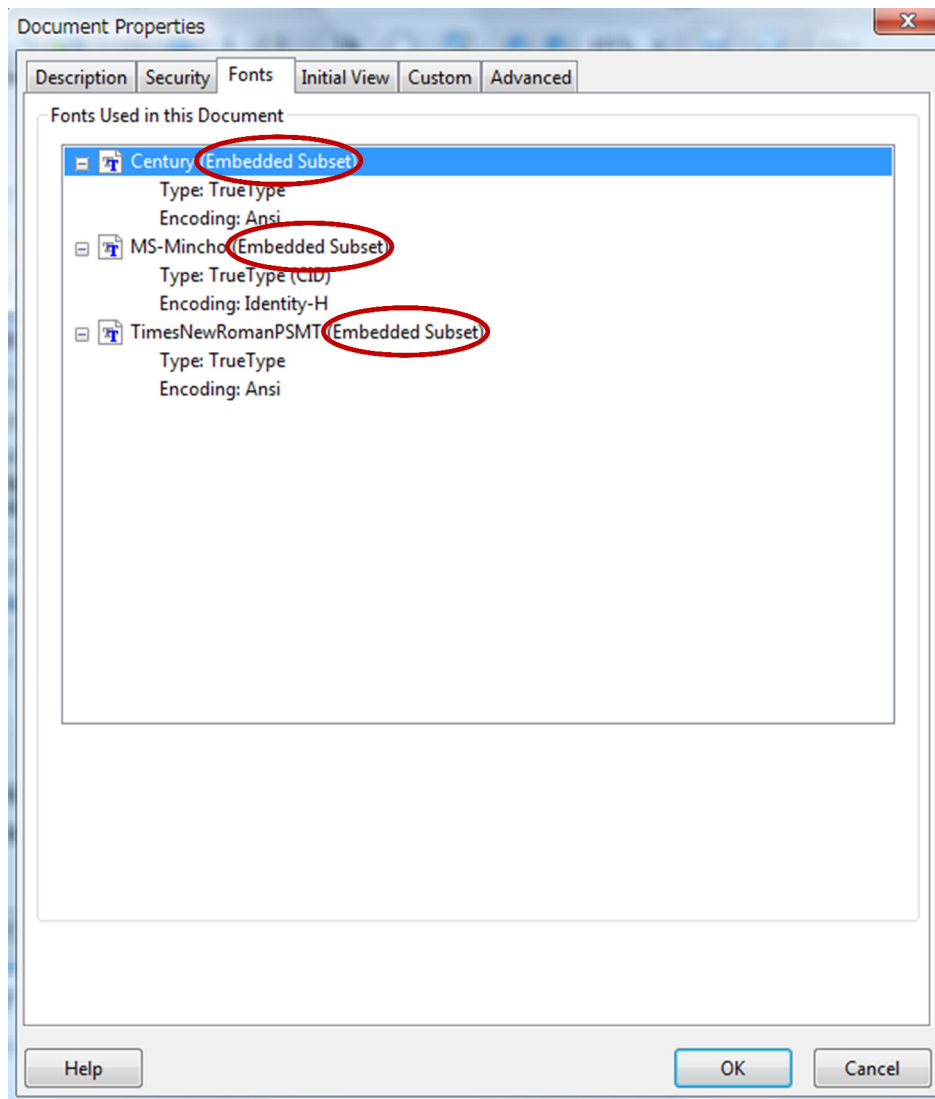 Document Properties
Description Security Fonts Initial View Custom Advanced
Fonts Used in this Document
Century (Embedded Subset)
Type: TrueType
Encoding: Ansi
MS-Mincho (Embedded Subset)
Type: TrueType (CID)
Encoding: Identity-H
TimesNewRomanPSMT (Embedded Subset)
Type: TrueType
Encoding: Ansi
Help OK Cancel